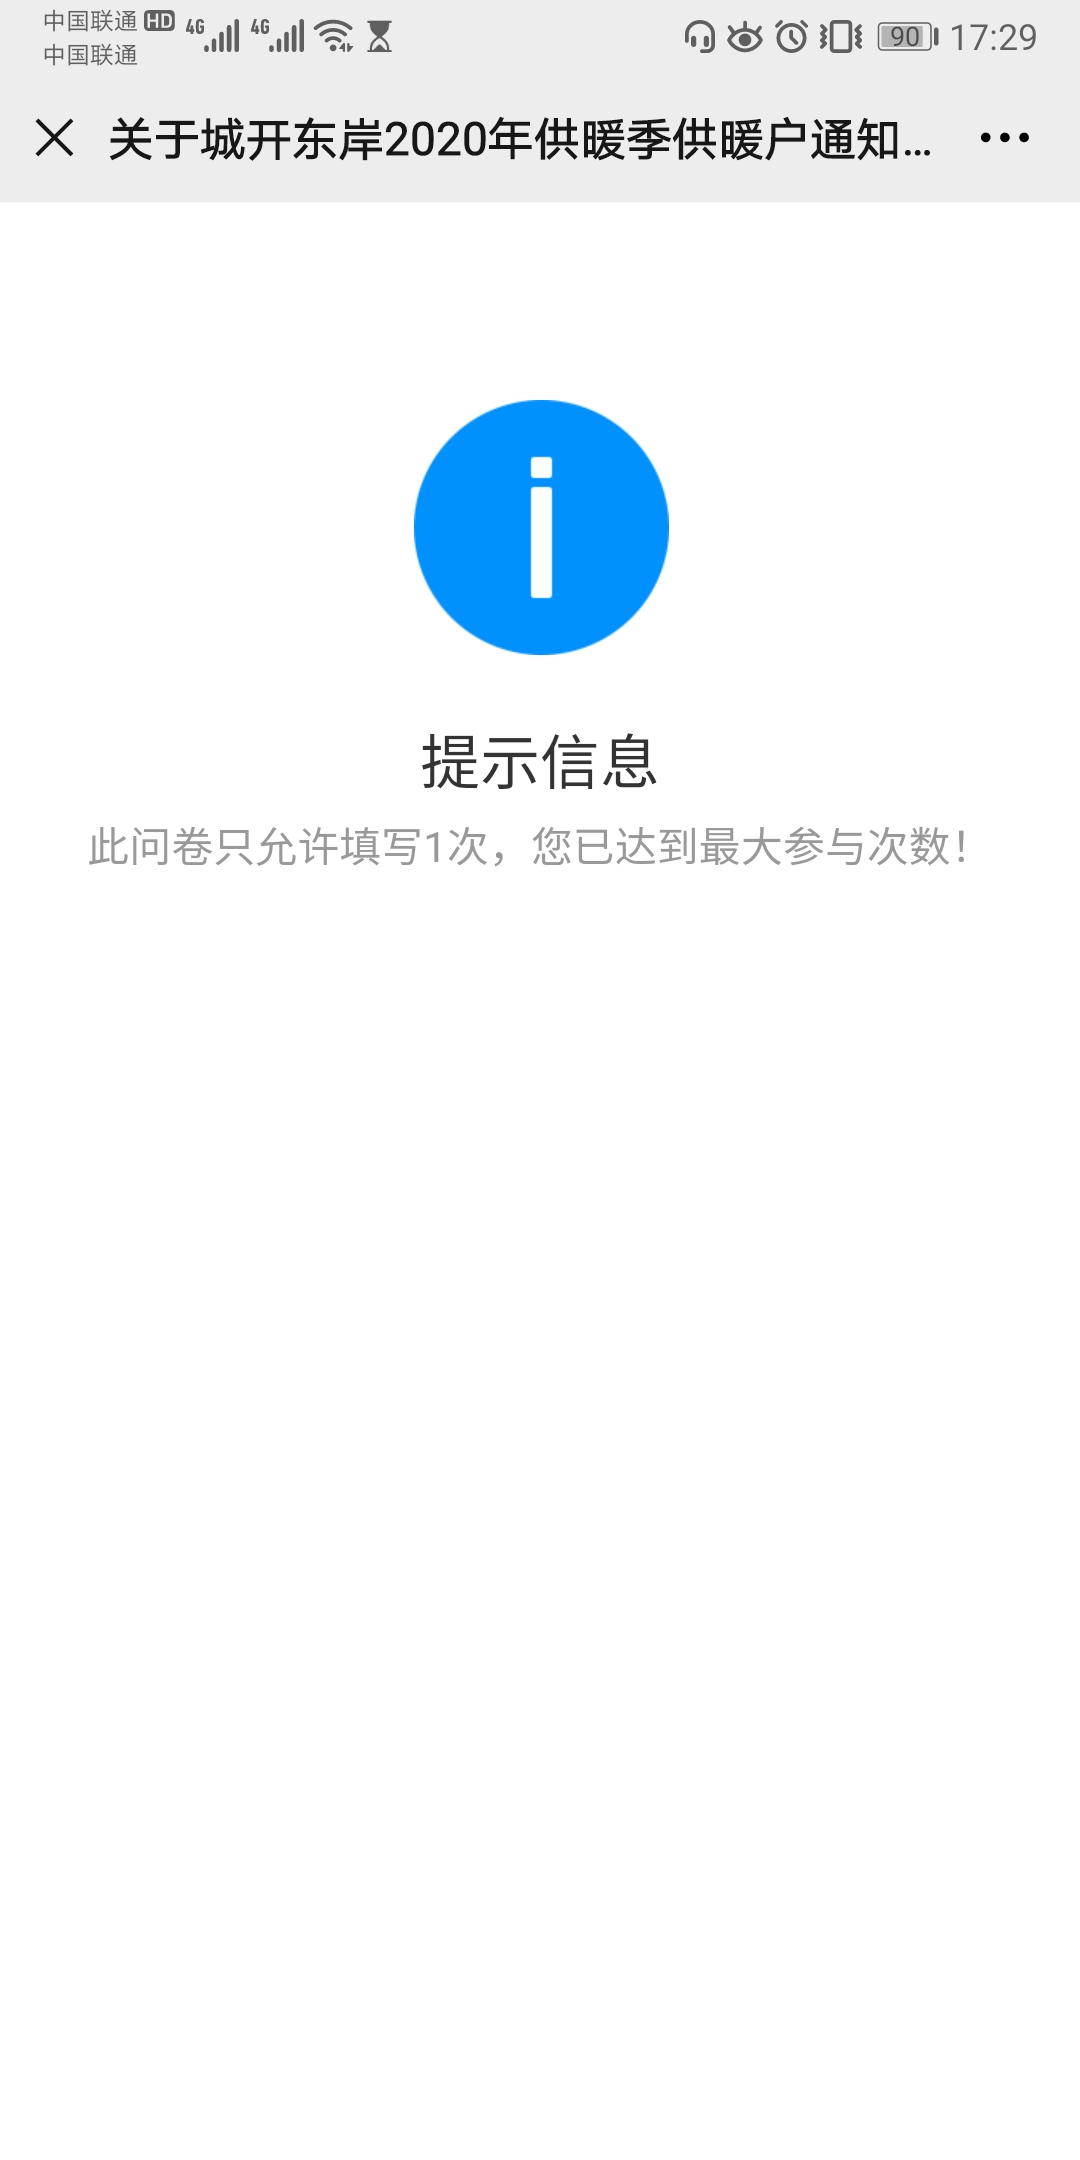 中国联通 HD 4G 4G 90 17:29
中国联通
关于城开东岸2020年供暖季供暖户通知...
提示信息
此问卷只允许填写1次，您已达到最大参与次数！